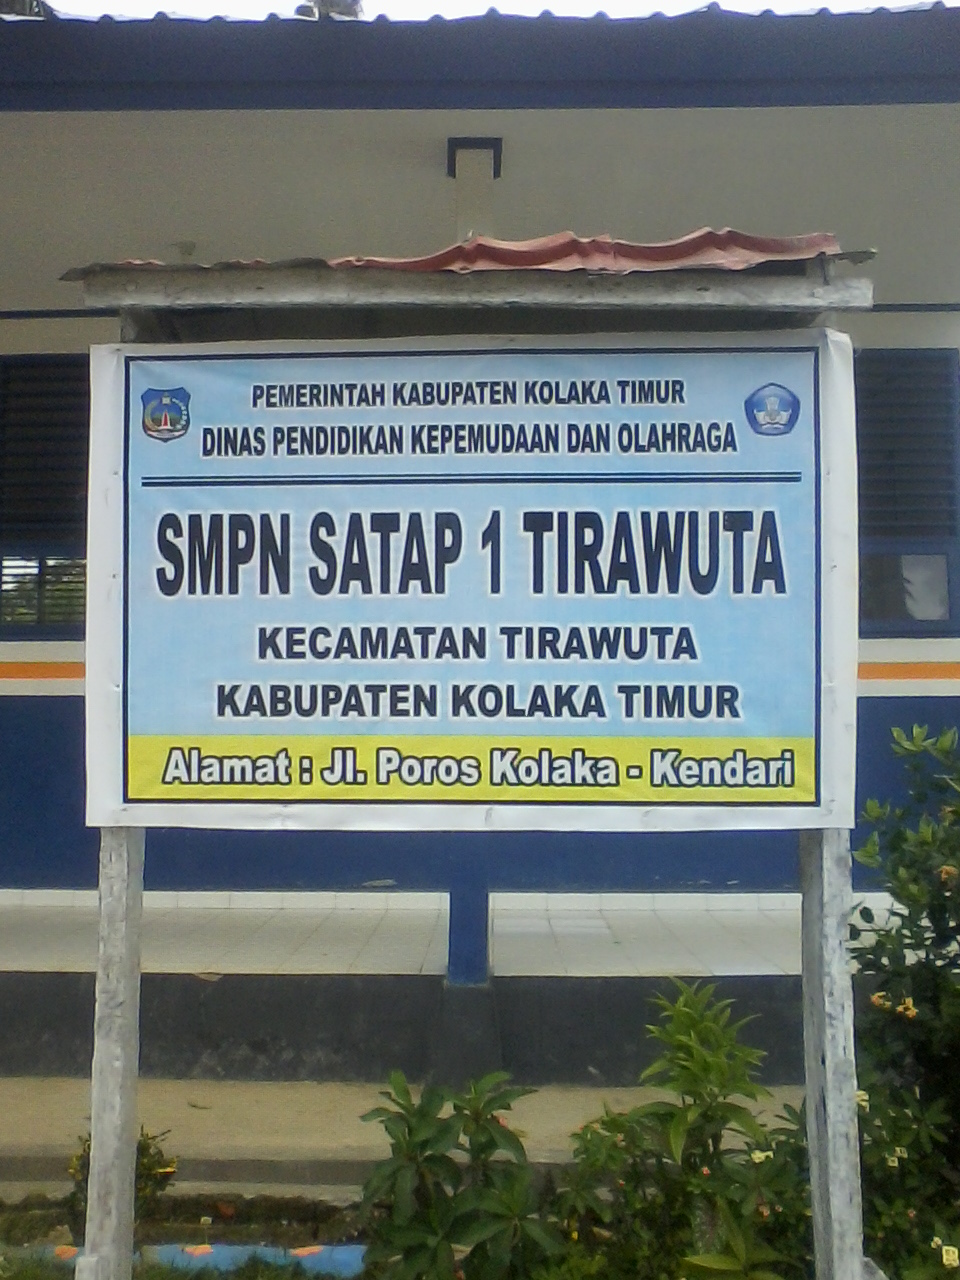 PEMERINTAH KABUPATEN KOLAKA TIMUR
DINAS PENDIDIKAN KEPEMUDAAN DAN OLAHRAGA
SMPN SATAP 1 TIRAWUTA
KECAMATAN TIRAWUTA
KABUPATEN KOLAKA TIMUR
Alamat : Jl. Poros Kolaka - Kendari